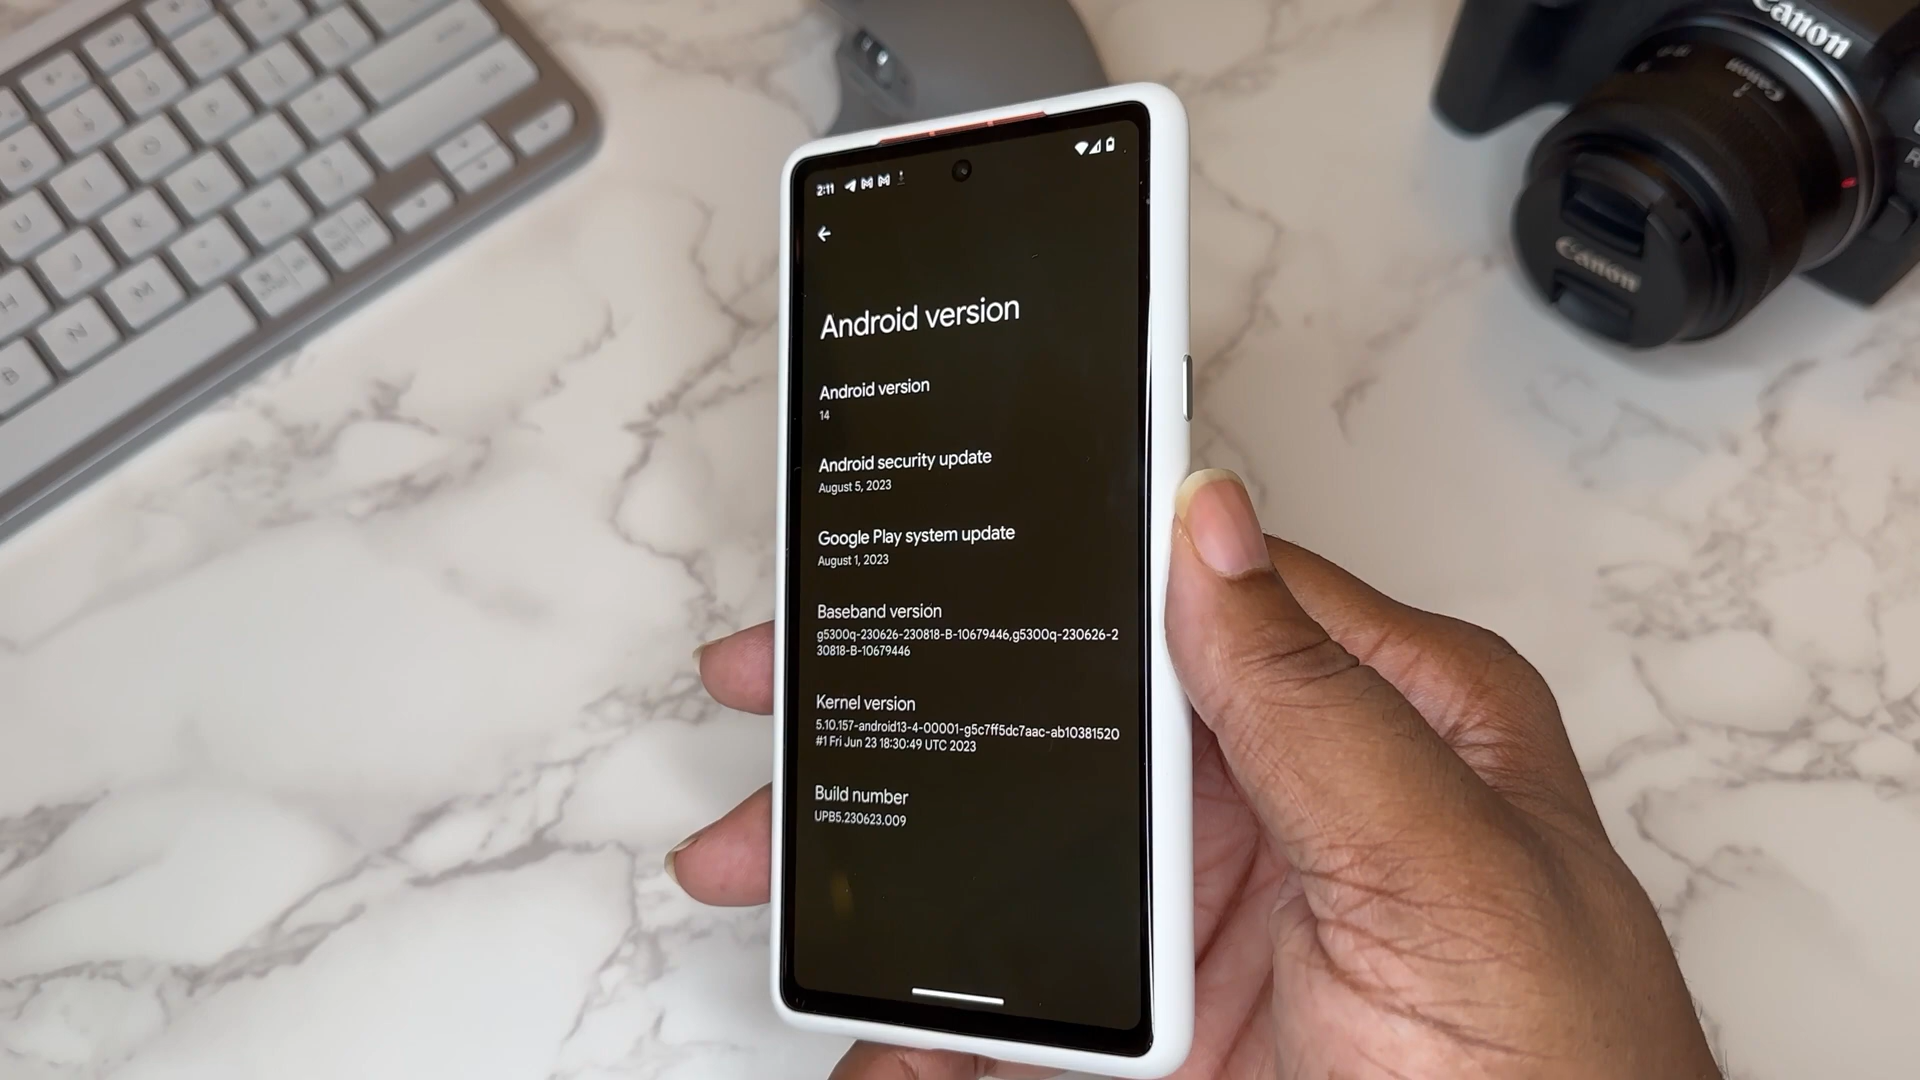 Canon
Canon
Canon
2:11
Android version
Android version
14
Android security update
August 5, 2023
Google Play system update
August 1, 2023
Baseband version
g5300q-230626-230818-B-10679446,g5300q-230626-2
30818-B-10679446
Kernel version
5.10.157-android13-4-00001-g5c7ff5dc7aac-ab10381520
#1 Fri Jun 23 18:30:49 UTC 2023
Build number
UPB5.230623.009